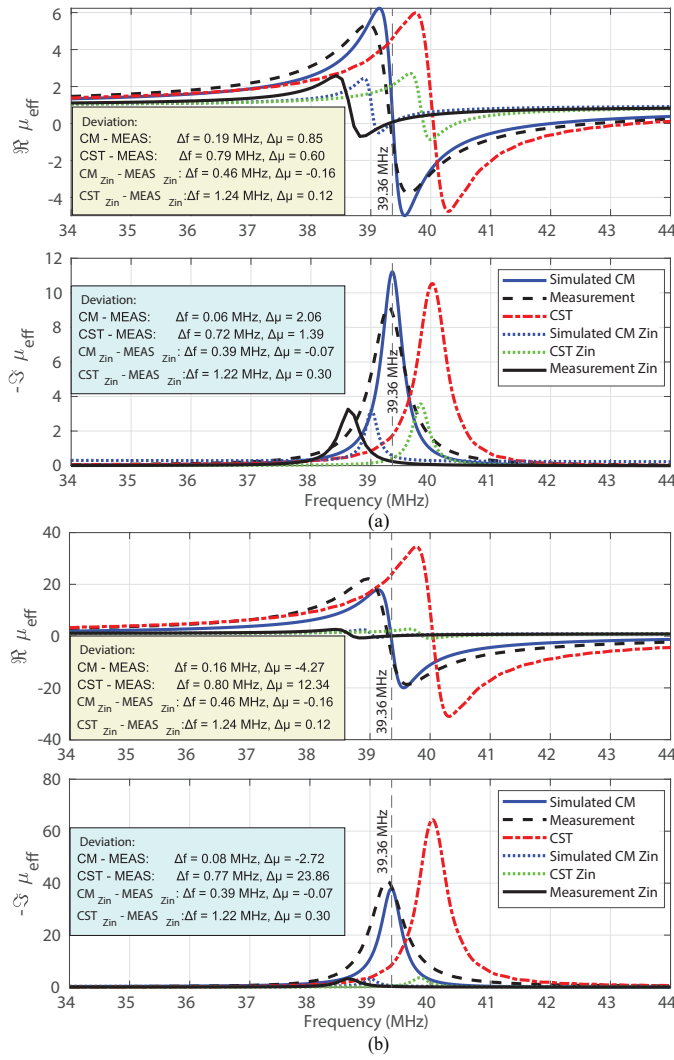 6
4
2
0
-2
-4
ℜ μeff
Deviation:
CM - MEAS: Δf = 0.19 MHz, Δμ = 0.85
CST - MEAS: Δf = 0.79 MHz, Δμ = 0.60
CM Zin - MEAS Zin: Δf = 0.46 MHz, Δμ = -0.16
CST Zin - MEAS Zin:Δf = 1.24 MHz, Δμ = 0.12
39.36 MHz
34 35 36 37 38 39 40 41 42 43 44
12
10
8
6
4
2
0
-ℑ μeff
Deviation:
CM - MEAS: Δf = 0.06 MHz, Δμ = 2.06
CST - MEAS: Δf = 0.72 MHz, Δμ = 1.39
CM Zin - MEAS Zin: Δf = 0.39 MHz, Δμ = -0.07
CST Zin - MEAS Zin: Δf = 1.22 MHz, Δμ = 0.30
39.36 MHz
Simulated CM
Measurement
CST
Simulated CM Zin
CST Zin
Measurement Zin
34 35 36 37 38 39 40 41 42 43 44
Frequency (MHz)
(a)
40
20
0
-20
-40
ℜ μeff
Deviation:
CM - MEAS: Δf = 0.16 MHz, Δμ = -4.27
CST - MEAS: Δf = 0.80 MHz, Δμ = 12.34
CM Zin - MEAS Zin: Δf = 0.46 MHz, Δμ = -0.16
CST Zin - MEAS Zin:Δf = 1.24 MHz, Δμ = 0.12
39.36 MHz
34 35 36 37 38 39 40 41 42 43 44
80
60
40
20
0
-ℑ μeff
Deviation:
CM - MEAS: Δf = 0.08 MHz, Δμ = -2.72
CST - MEAS: Δf = 0.77 MHz, Δμ = 23.86
CM Zin - MEAS Zin: Δf = 0.39 MHz, Δμ = -0.07
CST Zin - MEAS Zin: Δf = 1.22 MHz, Δμ = 0.30
39.36 MHz
Simulated CM
Measurement
CST
Simulated CM Zin
CST Zin
Measurement Zin
34 35 36 37 38 39 40 41 42 43 44
Frequency (MHz)
(b)